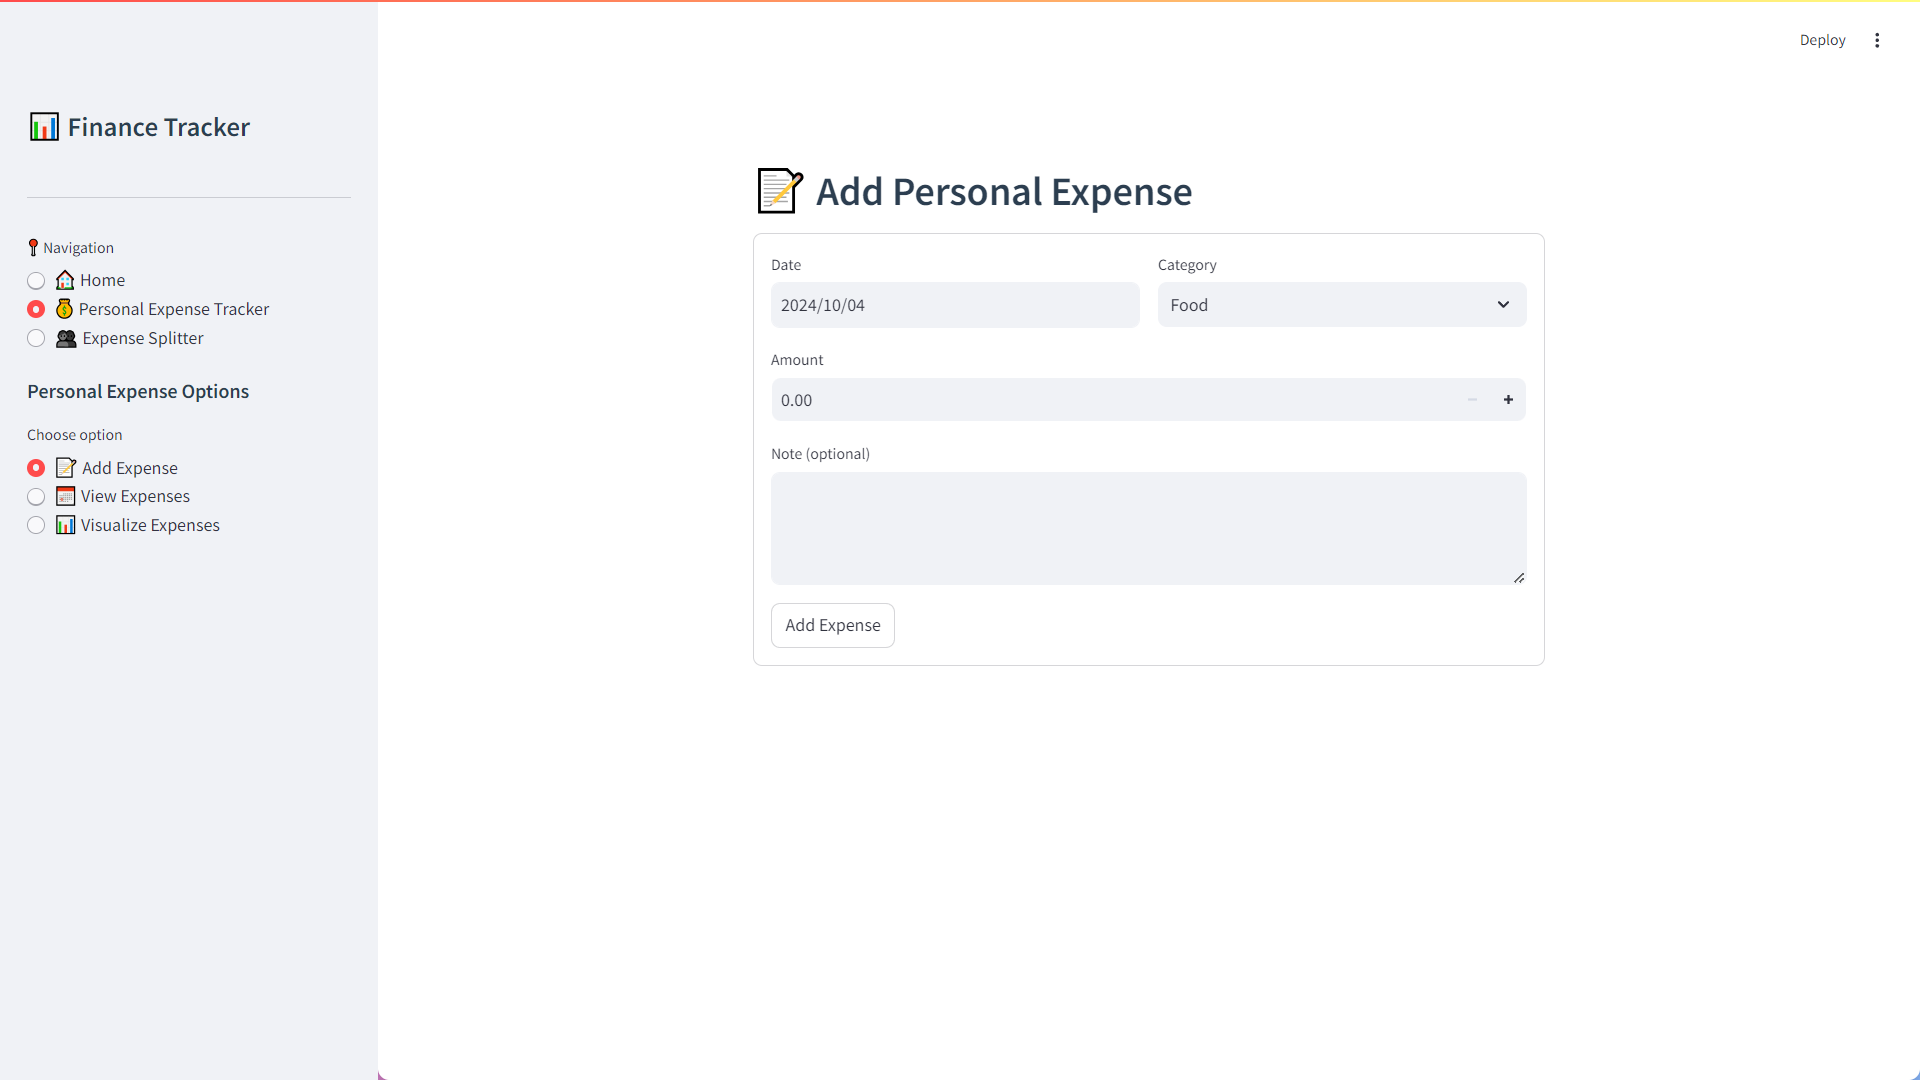 Deploy
Finance Tracker
Navigation
Home
Personal Expense Tracker
Expense Splitter
Personal Expense Options
Choose option
Add Expense
View Expenses
Visualize Expenses
Add Personal Expense
Date
Category
2024/10/04
Food
Amount
0.00
Note (optional)
Add Expense